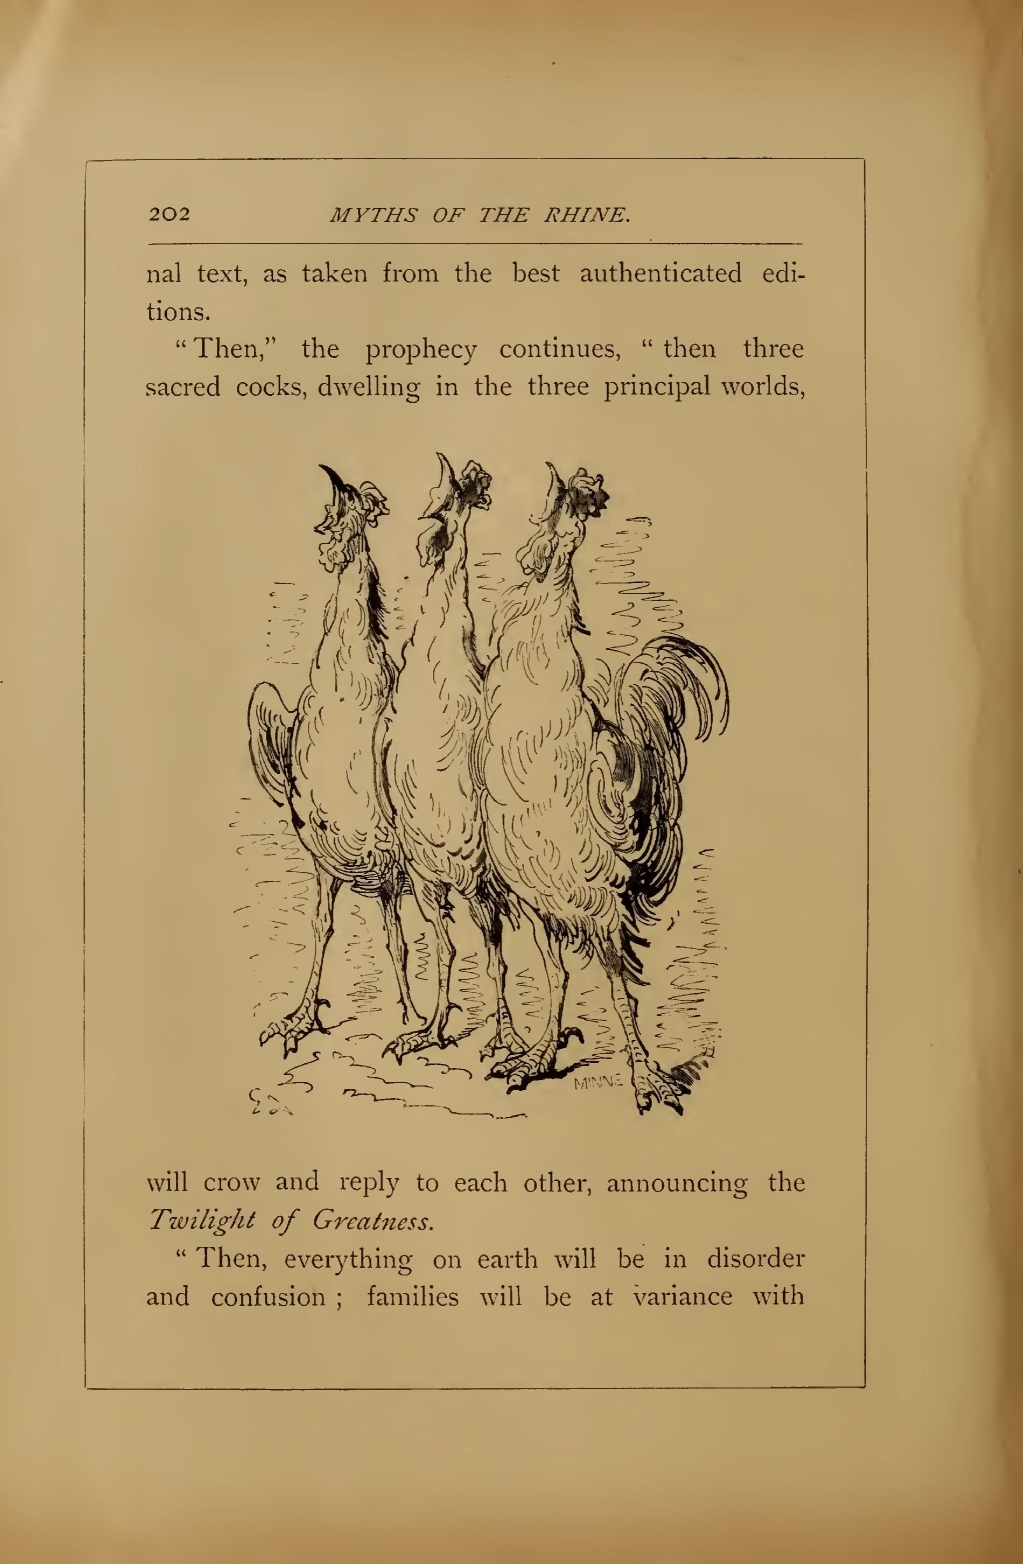 202 MYTHS OF THE RHINE.
nal text, as taken from the best authenticated edi-
tions.
“ Then,” the prophecy continues, “ then three
sacred cocks, dwelling in the three principal worlds,
MINNE
will crow and reply to each other, announcing the
Twilight of Greatness.
“ Then, everything on earth will be in disorder
and confusion ; families will be at variance with